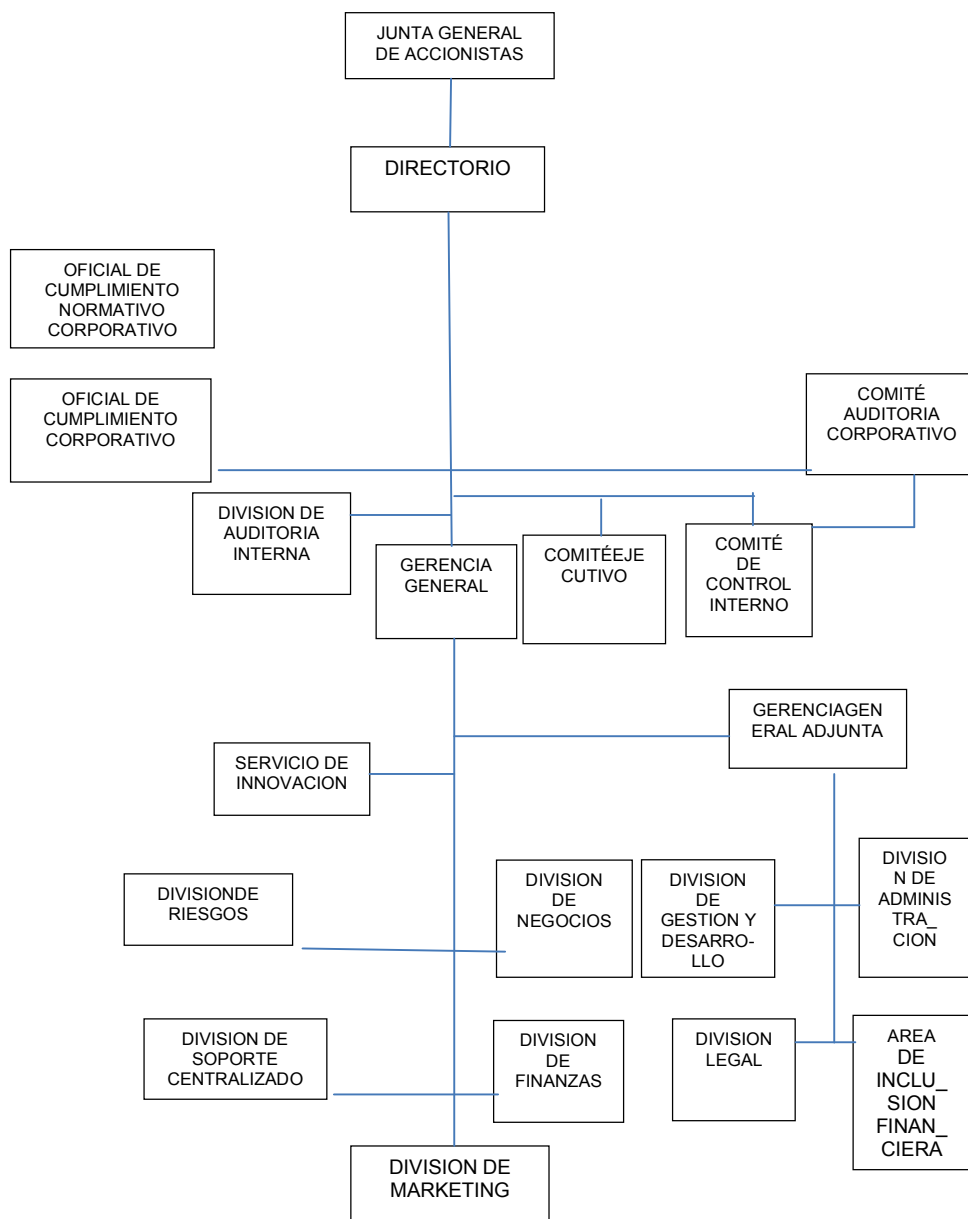 JUNTA GENERAL
DE ACCIONISTAS
DIRECTORIO
OFICIAL DE
CUMPLIMIENTO
NORMATIVO
CORPORATIVO
OFICIAL DE
CUMPLIMIENTO
CORPORATIVO
COMITÉ
AUDITORIA
CORPORATIVO
DIVISION DE
AUDITORIA
INTERNA
GERENCIA
GENERAL
COMITÉEJE
CUTIVO
COMITÉ
DE
CONTROL
INTERNO
GERENCIAGEN
ERAL ADJUNTA
SERVICIO DE
INNOVACION
DIVISIONDE
RIESGOS
DIVISION
DE
NEGOCIOS
DIVISION
DE
GESTION Y
DESARRO-
LLO
DIVISIO
N DE
ADMINIS
TRA_
CION
DIVISION DE
SOPORTE
CENTRALIZADO
DIVISION
DE
FINANZAS
DIVISION
LEGAL
AREA
DE
INCLU_
SION
FINAN_
CIERA
DIVISION DE
MARKETING